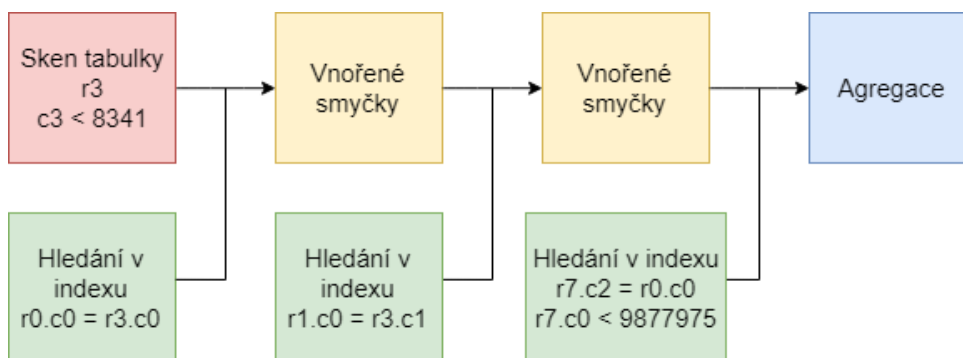 Sken tabulky
r3
c3 < 8341
Vnořené
smyčky
Vnořené
smyčky
Agregace
Hledání v
indexu
r0.c0 = r3.c0
Hledání v
indexu
r1.c0 = r3.c1
Hledání v indexu
r7.c2 = r0.c0
r7.c0 < 9877975